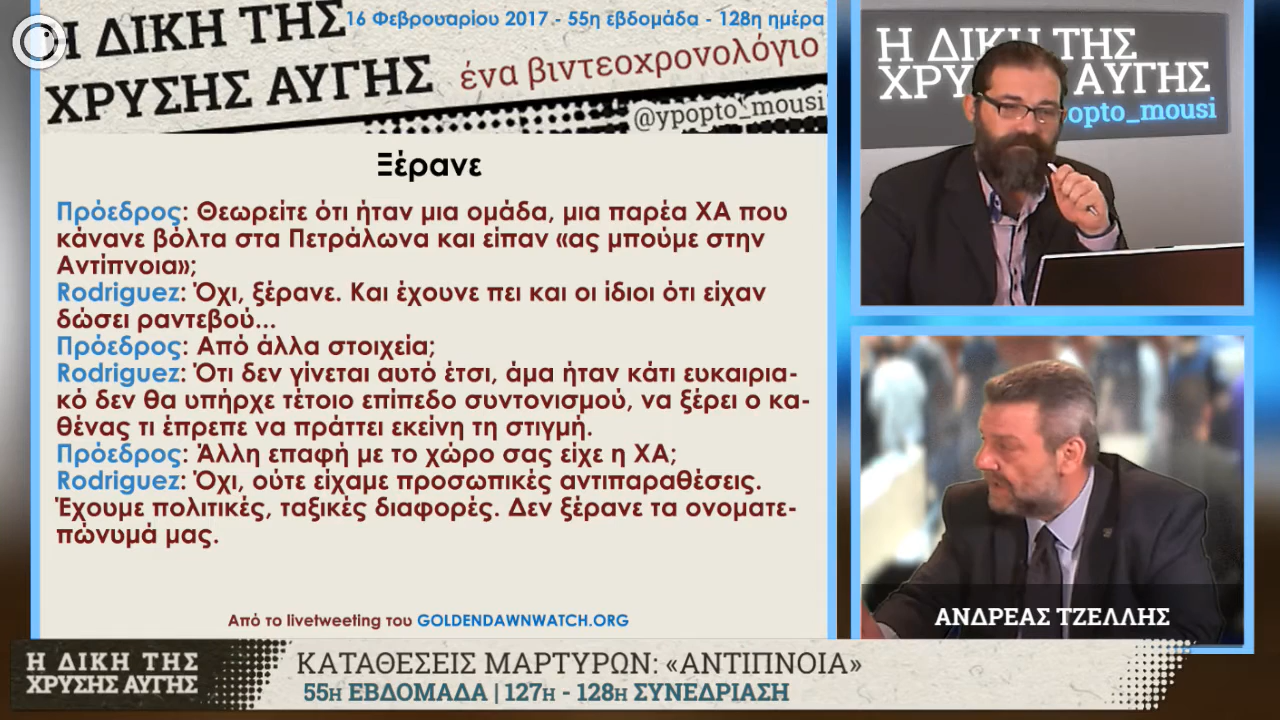 16 Φεβρουαρίου 2017 - 55η εβδομάδα - 128η ημέρα
Η ΔΙΚΗ ΤΗΣ
ΧΡΥΣΗΣ ΑΥΓΗΣ
ένα βιντεοχρονολόγιο
@ypopto_mousi
Ξέρανε
Πρόεδρος: Θεωρείτε ότι ήταν μια ομάδα, μια παρέα ΧΑ που
κάνανε βόλτα στα Πετράλωνα και είπαν «ας μπούμε στην
Αντίπνοια»;
Rodriguez: Όχι, ξέρανε. Και έχουνε πει και οι ίδιοι ότι είχαν
δώσει ραντεβού...
Πρόεδρος: Από άλλα στοιχεία;
Rodriguez: Ότι δεν γίνεται αυτό έτσι, άμα ήταν κάτι ευκαιρια-
κό δεν θα υπήρχε τέτοιο επίπεδο συντονισμού, να ξέρει ο κα-
θένας τι έπρεπε να πράττει εκείνη τη στιγμή.
Πρόεδρος: Άλλη επαφή με το χώρο σας είχε η ΧΑ;
Rodriguez: Όχι, ούτε είχαμε προσωπικές αντιπαραθέσεις.
Έχουμε πολιτικές, ταξικές διαφορές. Δεν ξέρανε τα ονοματε-
πώνυμά μας.
Από το livetweeting του GOLDENDAWNWATCH.ORG
Η ΔΙΚΗ ΤΗΣ
ΧΡΥΣΗΣ ΑΥΓΗΣ
opto_mousi
ΑΝΔΡΕΑΣ ΤΖΕΛΛΗΣ
Η ΔΙΚΗ ΤΗΣ
ΧΡΥΣΗΣ ΑΥΓΗΣ
ΚΑΤΑΘΕΣΕΙΣ ΜΑΡΤΥΡΩΝ: «ΑΝΤΙΠΝΟΙΑ»
55η ΕΒΔΟΜΑΔΑ | 127η - 128η ΣΥΝΕΔΡΙΑΣΗ